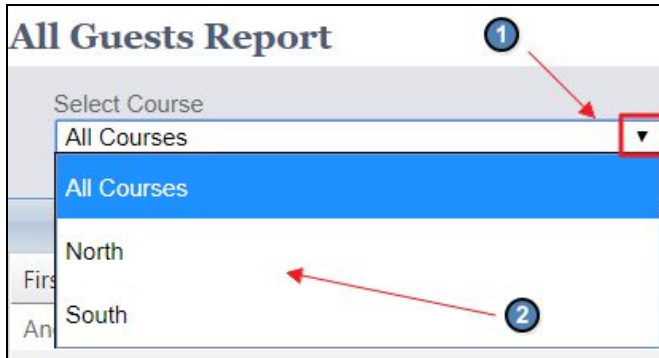 All Guests Report
1
Select Course
All Courses
All Courses
North
Firs
South
2
An